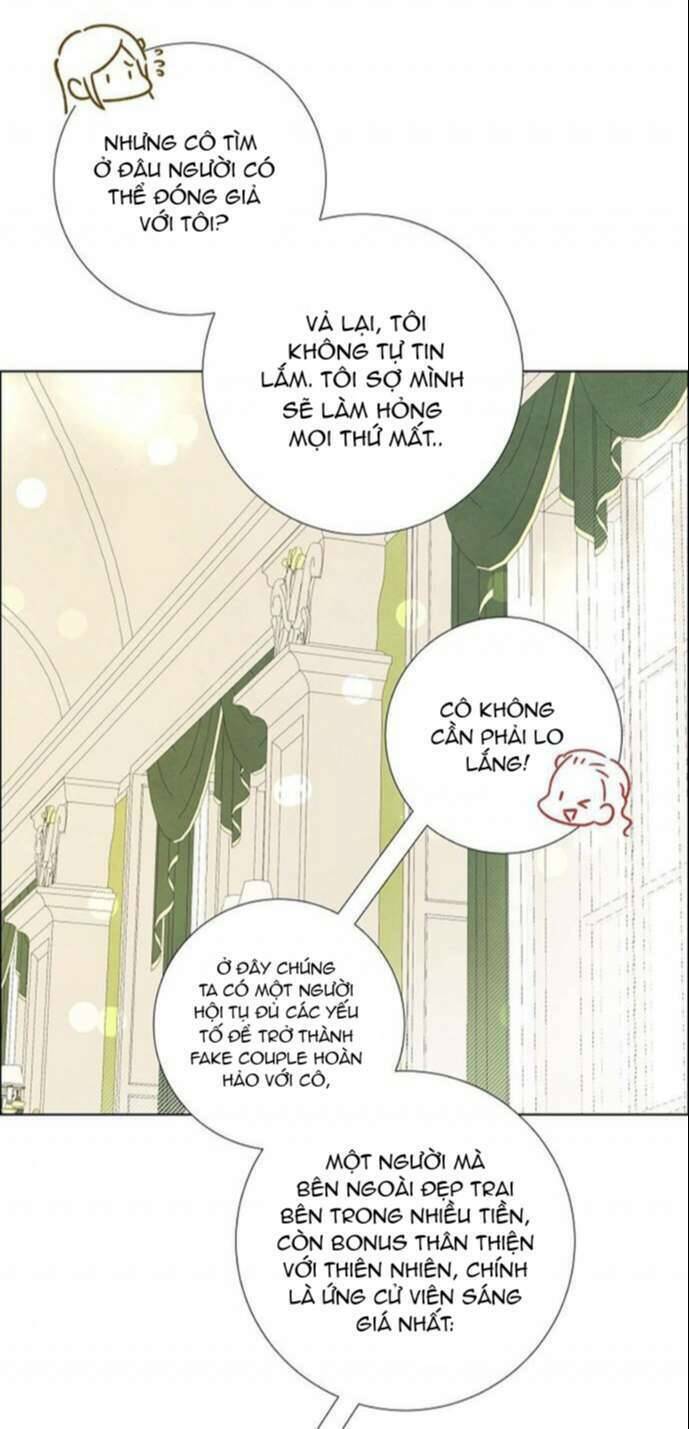 NHƯNG CÔ TÌM
Ở ĐÂU NGƯỜI CÓ
THỂ ĐÓNG GIẢ
VỚI TÔI?
VẢ LẠI, TÔI
KHÔNG TỰ TIN
LẮM. TÔI SỢ MÌNH
SẼ LÀM HỎNG
MỌI THỨ MẤT..
CÔ KHÔNG
CẦN PHẢI LO
LẮNG!
Ở ĐÂY CHÚNG
TA CÓ MỘT NGƯỜI
HỘI TỤ ĐỦ CÁC YẾU
TỐ ĐỂ TRỞ THÀNH
FAKE COUPLE HOÀN
HẢO VỚI CÔ,
MỘT NGƯỜI MÀ
BÊN NGOÀI ĐẸP TRAI
BÊN TRONG NHIỀU TIỀN,
CÒN BONUS THÂN THIỆN
VỚI THIÊN NHIÊN, CHÍNH
LÀ ỨNG CỬ VIÊN SÁNG
GIÁ NHẤT: